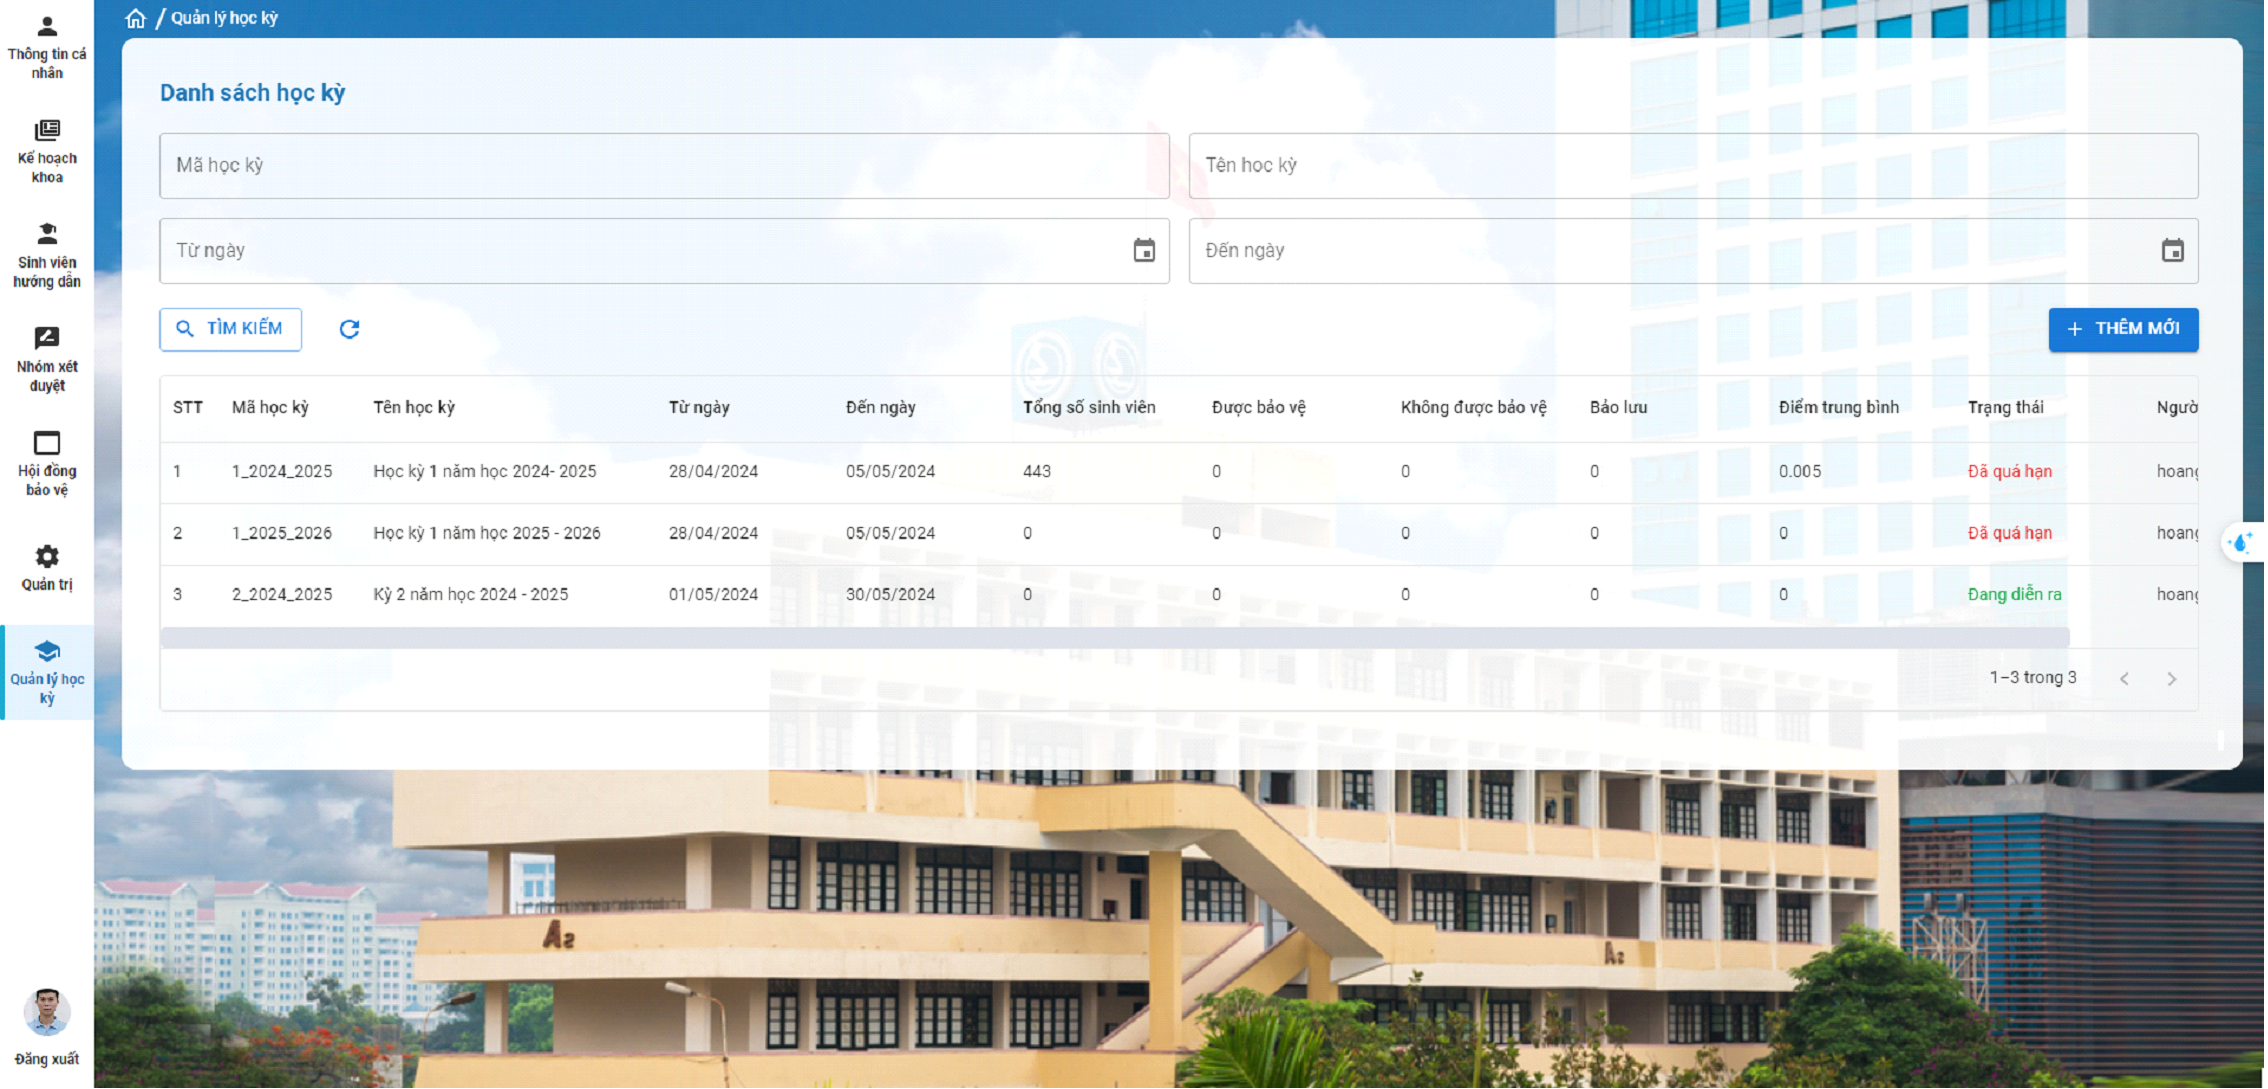 Quản lý học kỳ
Thông tin cá
nhân
Kế hoạch
khoa
Sinh viên
hướng dẫn
Nhóm xét
duyệt
Hội đồng
bảo vệ
Quản trị
Quản lý học
kỳ
Đăng xuất
Danh sách học kỳ
Mã học kỳ
Tên học kỳ
Từ ngày
Đến ngày
TÌM KIẾM
+ THÊM MỚI
STT Mã học kỳ Tên học kỳ Từ ngày Đến ngày Tổng số sinh viên Được bảo vệ Không được bảo vệ Bảo lưu Điểm trung bình Trạng thái Ngườ
1 1_2024_2025 Học kỳ 1 năm học 2024- 2025 28/04/2024 05/05/2024 443 0 0 0 0.005 Đã quá hạn hoang
2 1_2025_2026 Học kỳ 1 năm học 2025 - 2026 28/04/2024 05/05/2024 0 0 0 0 0 Đã quá hạn hoang
3 2_2024_2025 Kỳ 2 năm học 2024 - 2025 01/05/2024 30/05/2024 0 0 0 0 0 Đang diễn ra hoang
1–3 trong 3